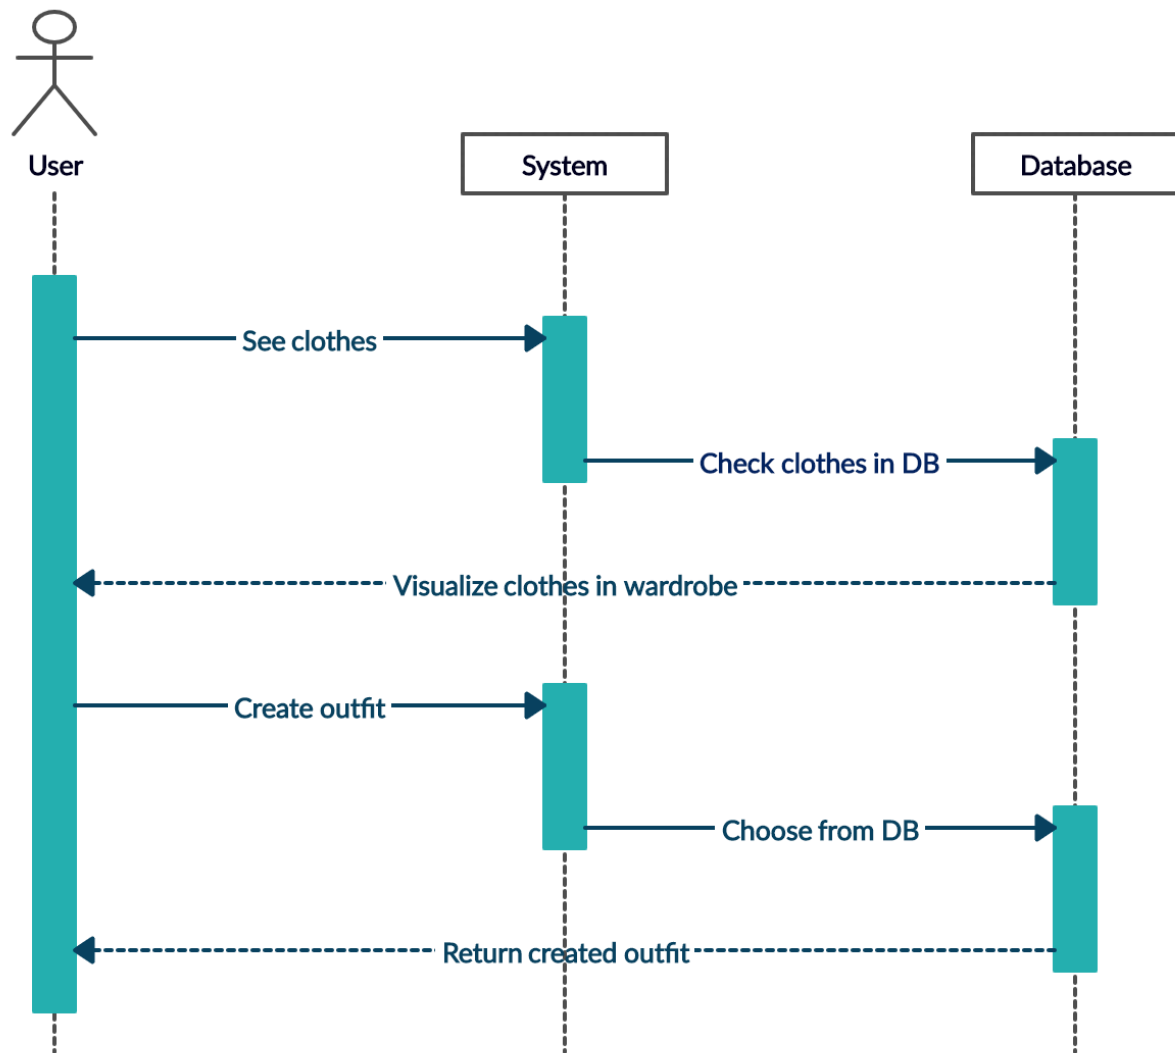 User
System
Database
See clothes
Check clothes in DB
Visualize clothes in wardrobe
Create outfit
Choose from DB
Return created outfit